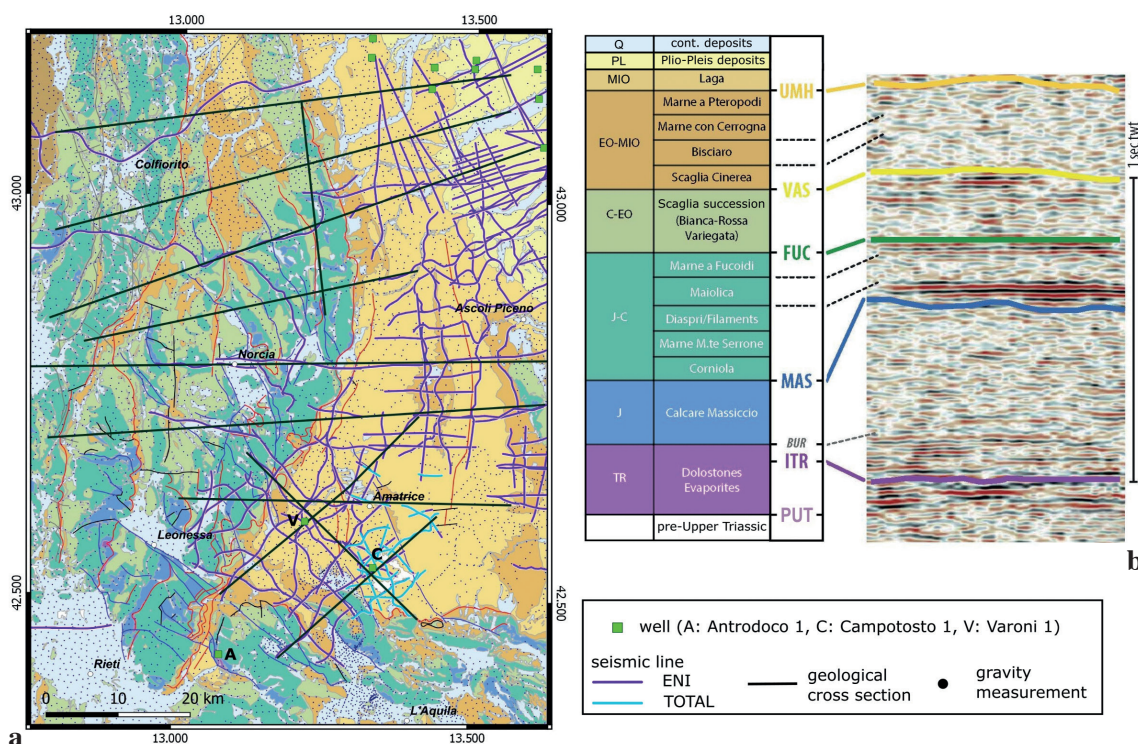 13.000 13.500
Colfiorito
43.000 43.000
Ascoli Piceno
Norcia
Amatrice
V
Leonessa
C
42.500 42.500
A
Rieti
0 10 20 km
L'Aquila
13.000 13.500
a
Q cont. deposits
PL Plio-Pleis deposits
MIO Laga
UMH
EO-MIO
Marne a Pteropodi
Marne con Cerrogna
Bisciaro
Scaglia Cinerea
VAS
C-EO
Scaglia succession
(Bianca-Rossa
Variegata)
FUC
J-C
Marne a Fucoidi
Maiolica
Diaspri/Filaments
Marne M.te Serrone
Corniola
MAS
J Calcare Massiccio
BUR
ITR
TR
Dolostones
Evaporites
PUT
pre-Upper Triassic
1 sec twt
b
well (A: Antrodoco 1, C: Campotosto 1, V: Varoni 1)
seismic line
ENI
TOTAL
geological
cross section
gravity
measurement